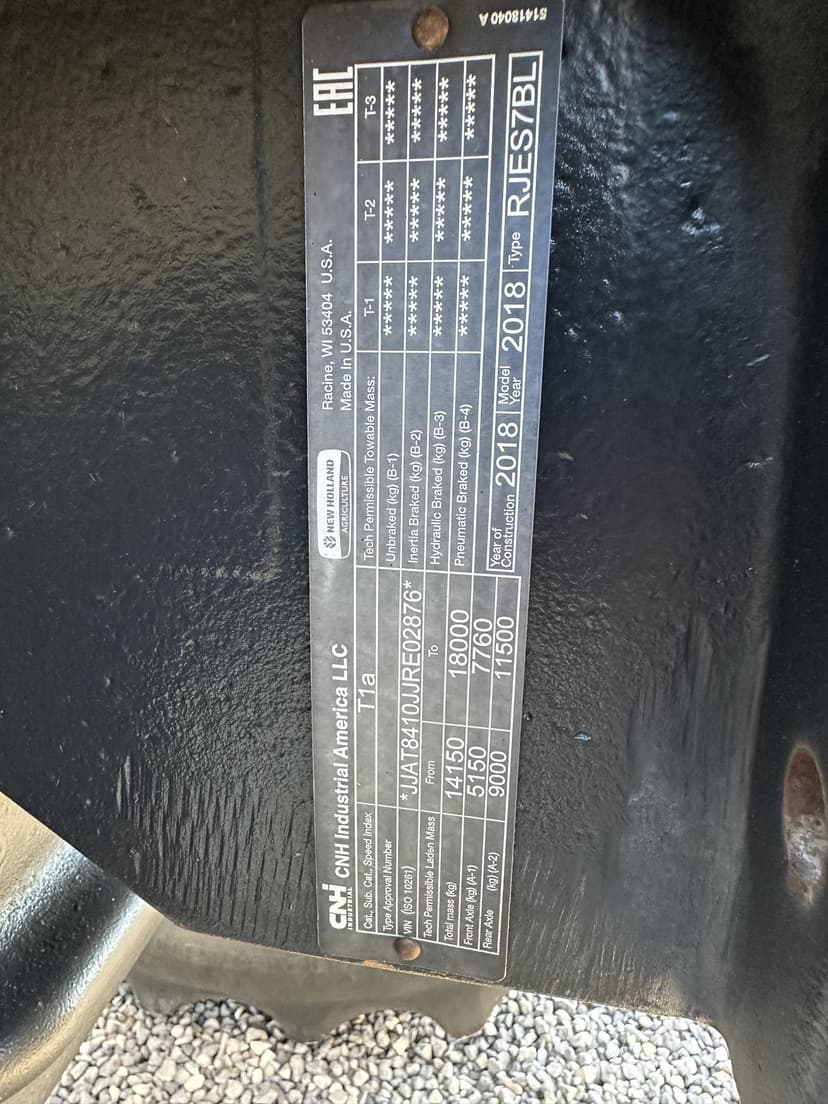 51418040 A
CNH INDUSTRIAL CNH Industrial America LLC NEW HOLLAND AGRICULTURE Racine, WI 53404 U.S.A. EAC
Made In U.S.A.
Cat., Sub. Cat., Speed Index T1a Tech Permissible Towable Mass: T-1 T-2 T-3
Type Approval Number Unbraked (kg) (B-1) ***** ***** *****
VIN (ISO 10261) *JJAT8410JJRE02876* Inertia Braked (kg) (B-2) ***** ***** *****
Tech Permissible Laden Mass From To Hydraulic Braked (kg) (B-3) ***** ***** *****
Total mass (kg) 14150 18000 Pneumatic Braked (kg) (B-4) ***** ***** *****
Front Axle (kg) (A-1) 5150 7760
Rear Axle (kg) (A-2) 9000 11500 Year of Construction 2018 Model Year 2018 Type RJES7BL